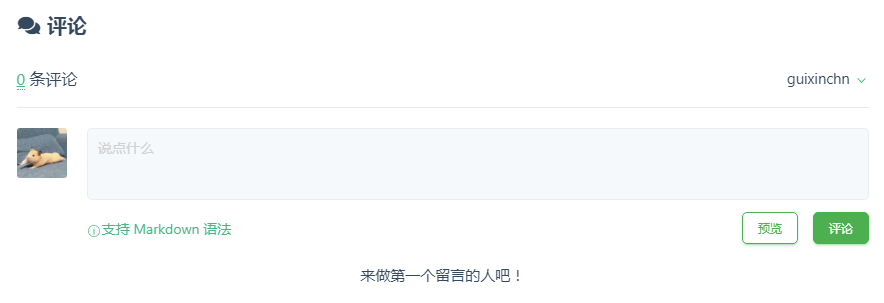 评论
0 条评论
guixinchn
说点什么
支持 Markdown 语法
预览
评论
来做第一个留言的人吧！